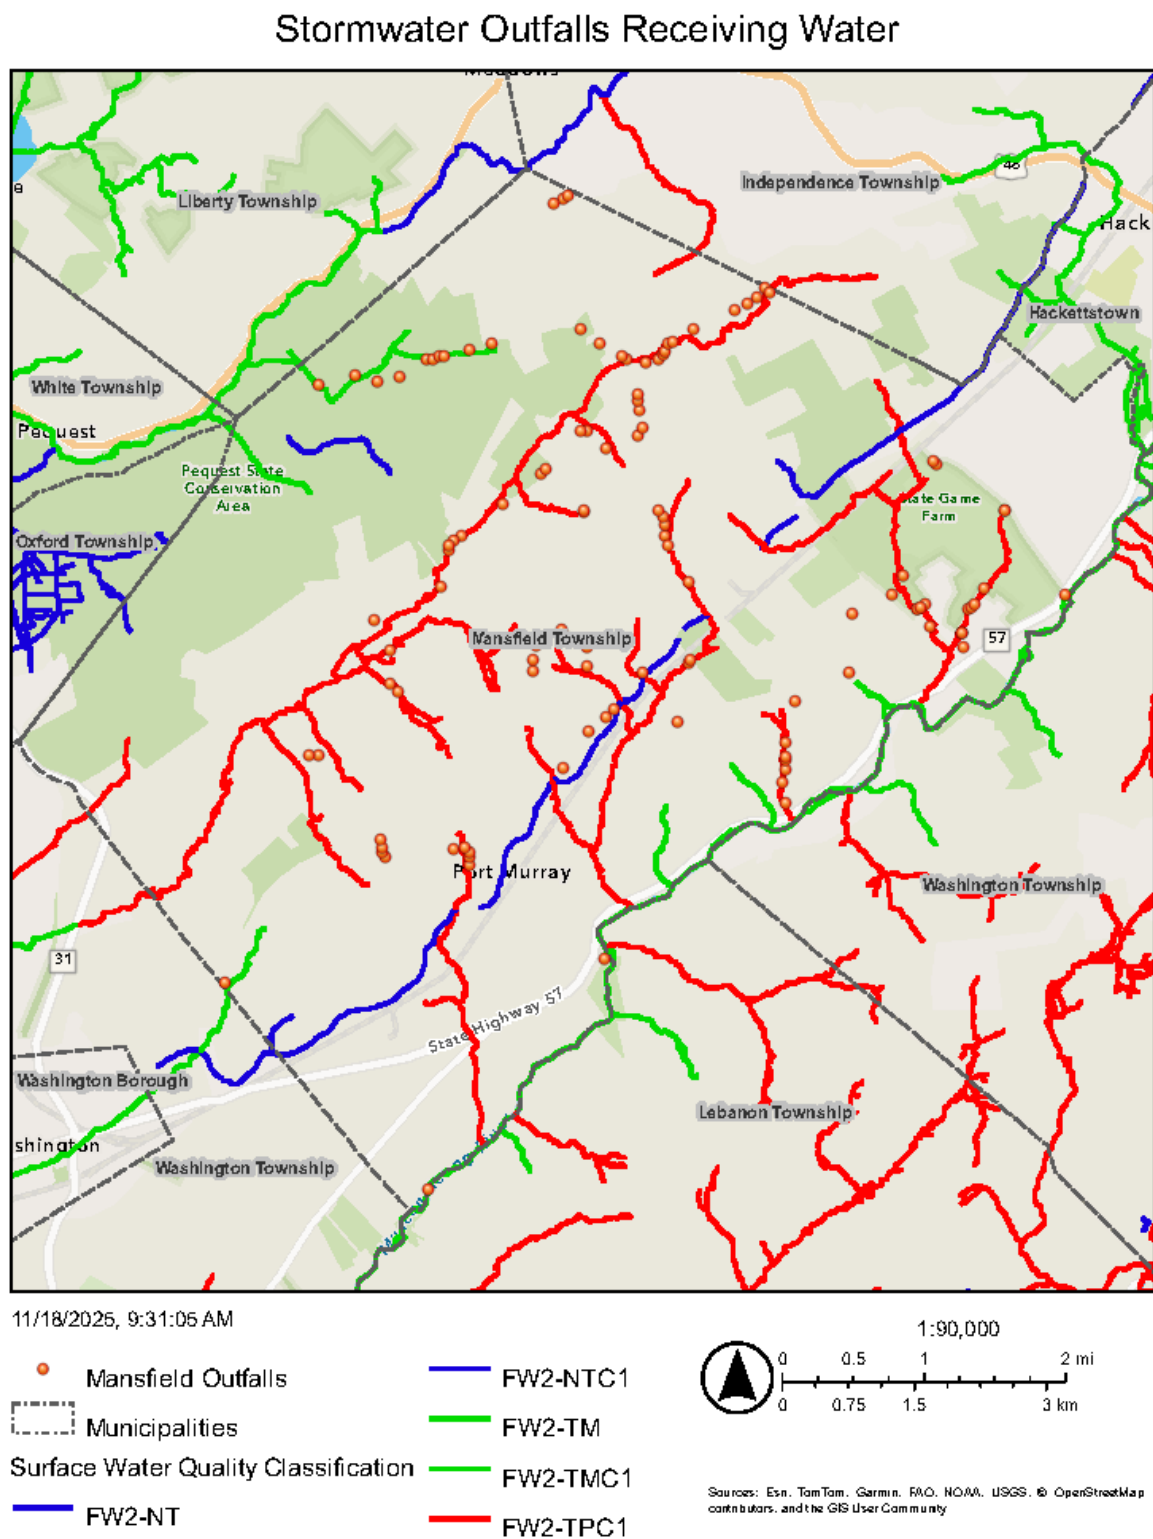 Stormwater Outfalls Receiving Water
Meadows
46
Independence Township
Liberty Township
e
Hack
Hackettstown
White Township
Pequest
Pequest State
Conservation
Area
State Game
Farm
Oxford Township
Mansfield Township
57
Port Murray
Washington Township
31
State Highway 57
Washington Borough
Lebanon Township
shington
Washington Township
11/18/2025, 9:31:05 AM
1:90,000
0 0.5 1 2 mi
0 0.75 1.5 3 km
Mansfield Outfalls
Municipalities
Surface Water Quality Classification
FW2-NT
FW2-NTC1
FW2-TM
FW2-TMC1
FW2-TPC1
Sources: Esri, TomTom, Garmin, FAO, NOAA, USGS, © OpenStreetMap
contributors, and the GIS User Community